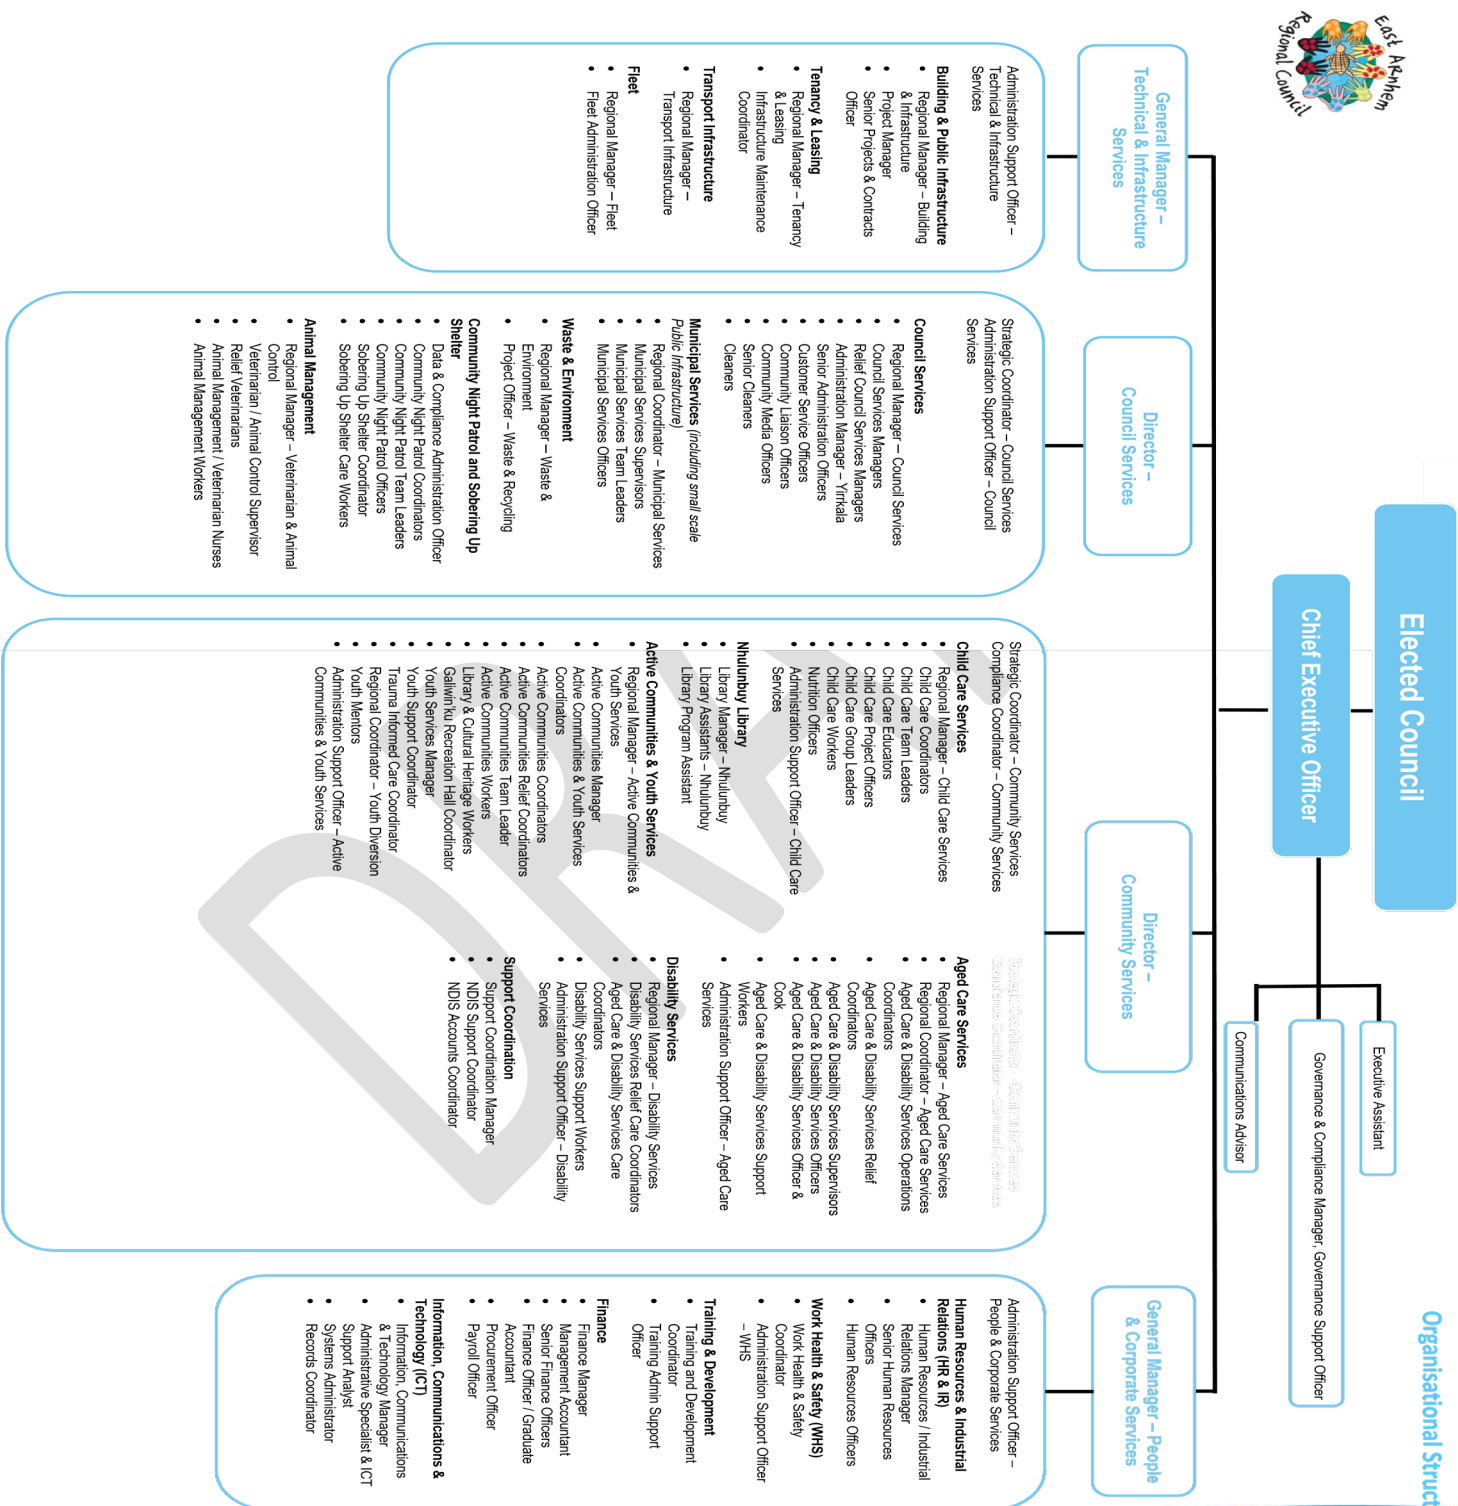 East Arnhem
Regional Council
Organisational Struct
Elected Council
Chief Executive Officer
Executive Assistant
Governance & Compliance Manager, Governance Support Officer
Communications Advisor
General Manager –
Technical & Infrastructure
Services
Administration Support Officer –
Technical & Infrastructure
Services
Building & Public Infrastructure
• Regional Manager – Building
& Infrastructure
• Project Manager
• Senior Projects & Contracts
Officer
Tenancy & Leasing
• Regional Manager – Tenancy
& Leasing
• Infrastructure Maintenance
Coordinator
Transport Infrastructure
• Regional Manager –
Transport Infrastructure
Fleet
• Regional Manager – Fleet
• Fleet Administration Officer
Director –
Council Services
Strategic Coordinator – Council Services
Administration Support Officer – Council
Services
Council Services
• Regional Manager – Council Services
• Council Services Managers
• Relief Council Services Managers
• Administration Manager – Yirrkala
• Senior Administration Officers
• Customer Service Officers
• Community Liaison Officers
• Community Media Officers
• Senior Cleaners
• Cleaners
Municipal Services (including small scale
Public Infrastructure)
• Regional Coordinator – Municipal Services
• Municipal Services Supervisors
• Municipal Services Team Leaders
• Municipal Services Officers
Waste & Environment
• Regional Manager – Waste &
Environment
• Project Officer – Waste & Recycling
Community Night Patrol and Sobering Up
Shelter
• Data & Compliance Administration Officer
• Community Night Patrol Coordinators
• Community Night Patrol Team Leaders
• Community Night Patrol Officers
• Sobering Up Shelter Coordinator
• Sobering Up Shelter Care Workers
Animal Management
• Regional Manager – Veterinarian & Animal
Control
• Veterinarian / Animal Control Supervisor
• Relief Veterinarians
• Animal Management / Veterinarian Nurses
• Animal Management Workers
Director –
Community Services
Strategic Coordinator – Community Services
Compliance Coordinator – Community Services
Child Care Services
• Regional Manager – Child Care Services
• Child Care Coordinators
• Child Care Team Leaders
• Child Care Educators
• Child Care Project Officers
• Child Care Group Leaders
• Child Care Workers
• Nutrition Officers
• Administration Support Officer – Child Care
Services
Nhulunbuy Library
• Library Manager – Nhulunbuy
• Library Assistants – Nhulunbuy
• Library Program Assistant
Active Communities & Youth Services
• Regional Manager – Active Communities &
Youth Services
• Active Communities Manager
• Active Communities & Youth Services
Coordinators
• Active Communities Coordinators
• Active Communities Relief Coordinators
• Active Communities Team Leader
• Active Communities Workers
• Library & Cultural Heritage Workers
• Galiwin'ku Recreation Hall Coordinator
• Youth Services Manager
• Youth Support Coordinator
• Trauma Informed Care Coordinator
• Regional Coordinator – Youth Diversion
• Youth Mentors
• Administration Support Officer – Active
Communities & Youth Services
Strategic Coordinator – Community Services
Compliance Coordinator – Community Services
Aged Care Services
• Regional Manager – Aged Care Services
• Regional Coordinator – Aged Care Services
• Aged Care & Disability Services Operations
Coordinators
• Aged Care & Disability Services Relief
Coordinators
• Aged Care & Disability Services Supervisors
• Aged Care & Disability Services Officers
• Aged Care & Disability Services Officer &
Cook
• Aged Care & Disability Services Support
Workers
• Administration Support Officer – Aged Care
Services
Disability Services
• Regional Manager – Disability Services
• Disability Services Relief Care Coordinators
• Aged Care & Disability Services Care
Coordinators
• Disability Services Support Workers
• Administration Support Officer – Disability
Services
Support Coordination
• Support Coordination Manager
• NDIS Support Coordinator
• NDIS Accounts Coordinator
General Manager – People
& Corporate Services
Administration Support Officer –
People & Corporate Services
Human Resources & Industrial
Relations (HR & IR)
• Human Resources / Industrial
Relations Manager
• Senior Human Resources
Officers
• Human Resources Officers
Work Health & Safety (WHS)
• Work Health & Safety
Coordinator
• Administration Support Officer
– WHS
Training & Development
• Training and Development
Coordinator
• Training Admin Support
Officer
Finance
• Finance Manager
• Management Accountant
• Senior Finance Officers
• Finance Officer / Graduate
Accountant
• Procurement Officer
• Payroll Officer
Information, Communications &
Technology (ICT)
• Information, Communications
& Technology Manager
• Administrative Specialist & ICT
Support Analyst
• Systems Administrator
• Records Coordinator
DRA